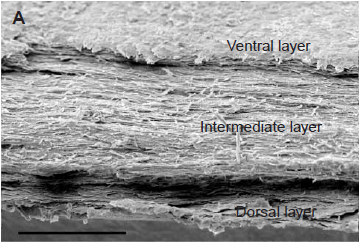 A
Ventral layer
Intermediate layer
Dorsal layer